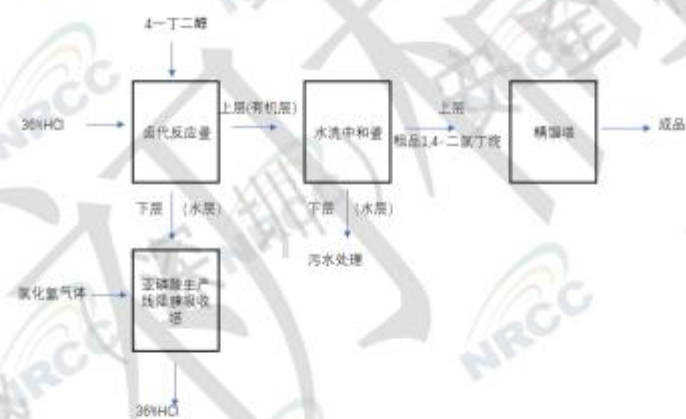 4一丁二醇
36%HCl
卤代反应釜
上层(有机层)
水洗中和釜
上层
粗品1,4-二氯丁烷
精馏塔
成品
下层 (水层)
下层 (水层)
污水处理
氯化氢气体
亚磷酸生产
线降膜吸收
塔
36%HCl
NRCC
NRCC
NRCC
NRCC